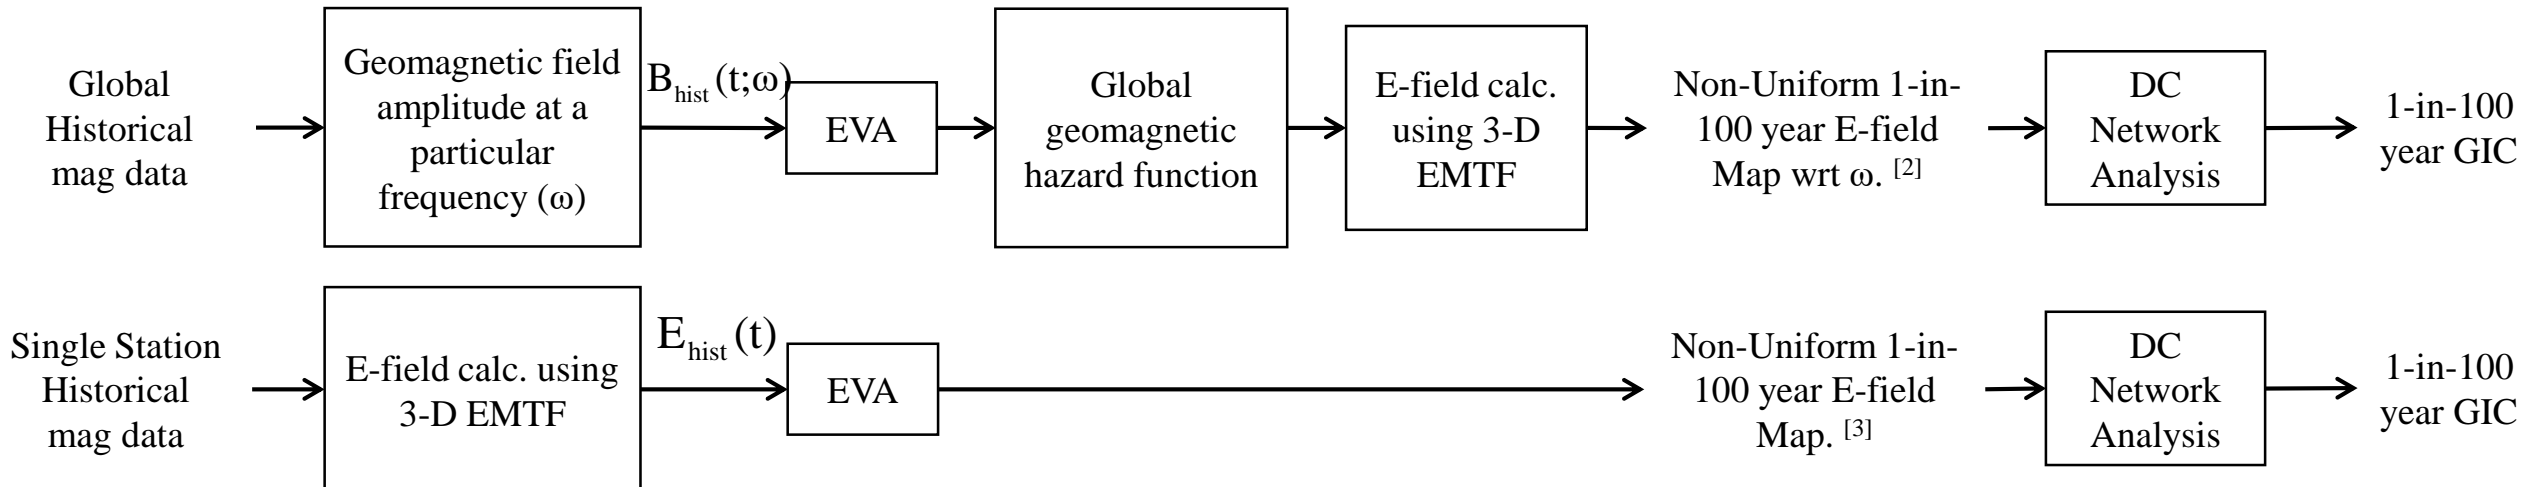 Global
Historical
mag data
Geomagnetic field
amplitude at a
particular
frequency (ω)
B_hist (t;ω)
EVA
Global
geomagnetic
hazard function
E-field calc.
using 3-D
EMTF
Non-Uniform 1-in-
100 year E-field
Map wrt ω. [2]
DC
Network
Analysis
1-in-100
year GIC
Single Station
Historical
mag data
E-field calc. using
3-D EMTF
E_hist (t)
EVA
Non-Uniform 1-in-
100 year E-field
Map. [3]
DC
Network
Analysis
1-in-100
year GIC